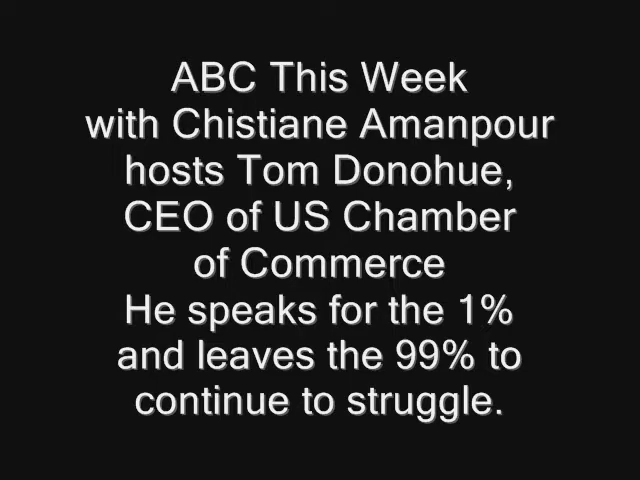 ABC This Week
with Chistiane Amanpour
hosts Tom Donohue,
CEO of US Chamber
of Commerce
He speaks for the 1%
and leaves the 99% to
continue to struggle.